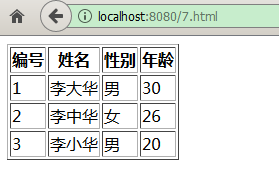 localhost:8080/7.html
编号 姓名 性别 年龄
1 李大华 男 30
2 李中华 女 26
3 李小华 男 20